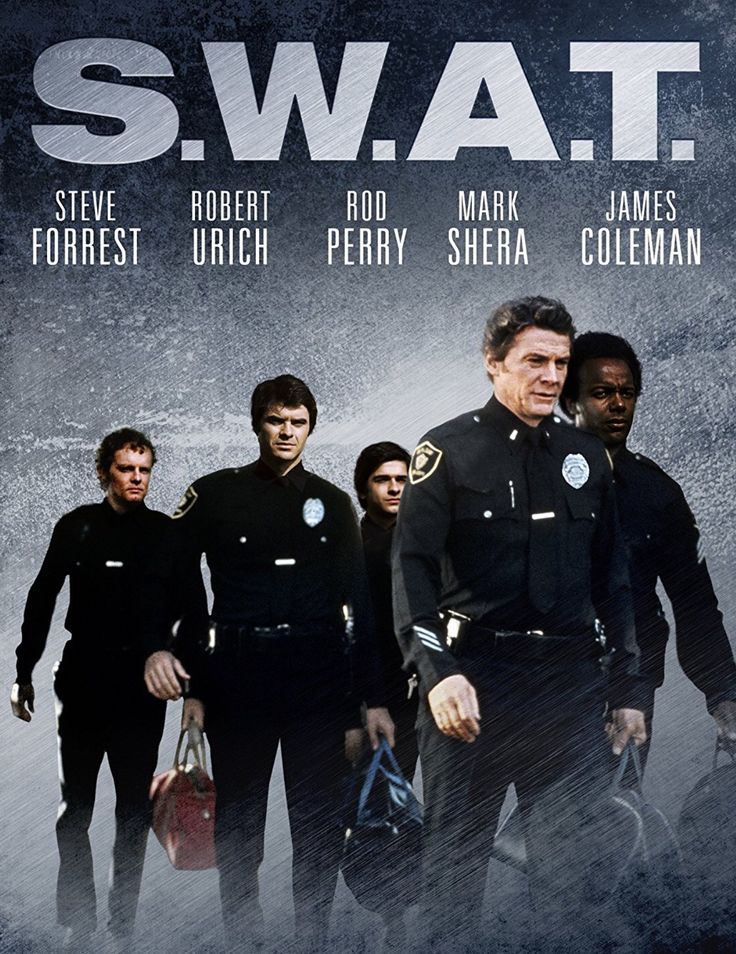 S.W.A.T.
STEVE FORREST
ROBERT URICH
ROD PERRY
MARK SHERA
JAMES COLEMAN